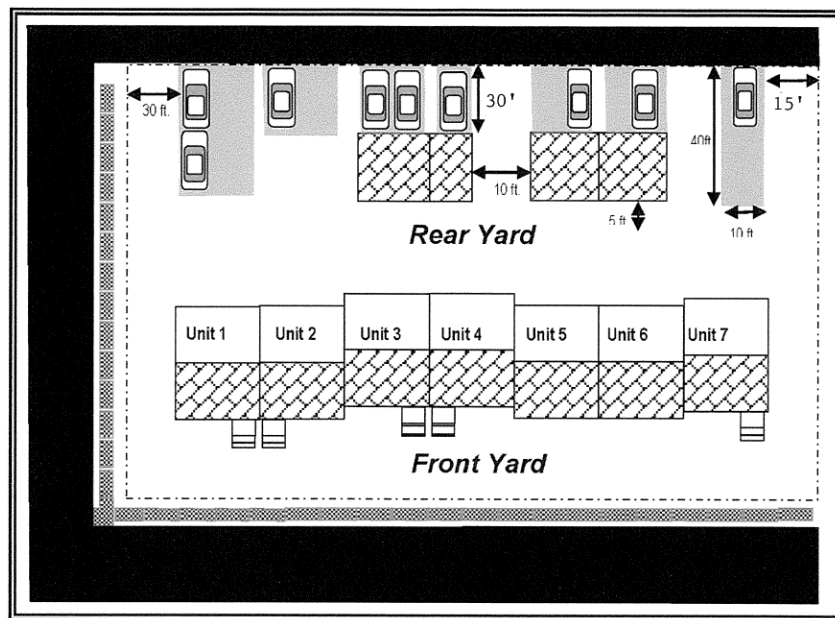 30 ft.
30'
15'
40ft
10 ft.
5 ft
10 ft
Rear Yard
Unit 1
Unit 2
Unit 3
Unit 4
Unit 5
Unit 6
Unit 7
Front Yard